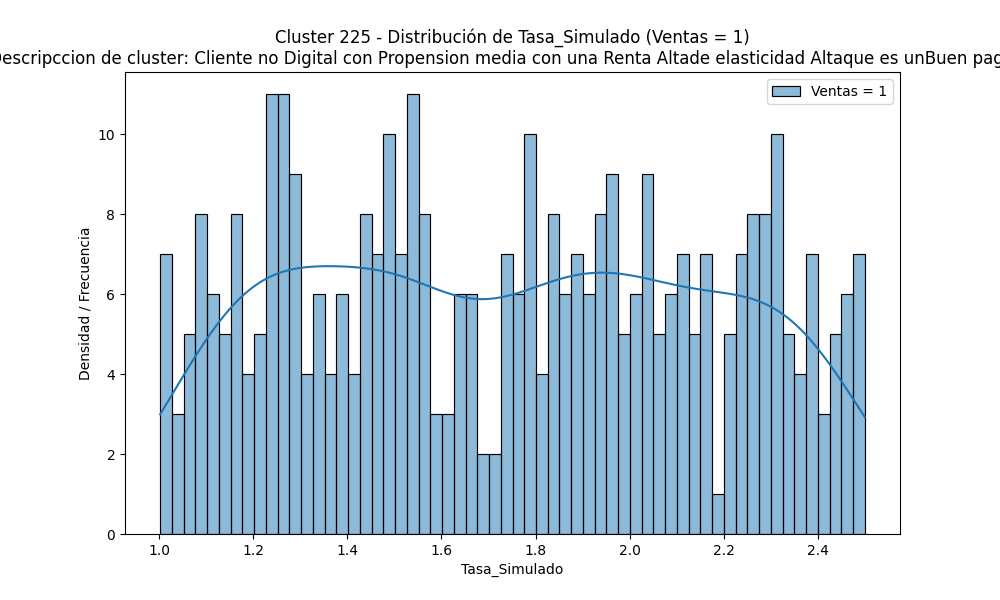 Cluster 225 - Distribución de Tasa_Simulado (Ventas = 1)
Descripccion de cluster: Cliente no Digital con Propension media con una Renta Altade elasticidad Altaque es unBuen pag
Ventas = 1
Densidad / Frecuencia
10
8
6
4
2
0
1.0 1.2 1.4 1.6 1.8 2.0 2.2 2.4
Tasa_Simulado